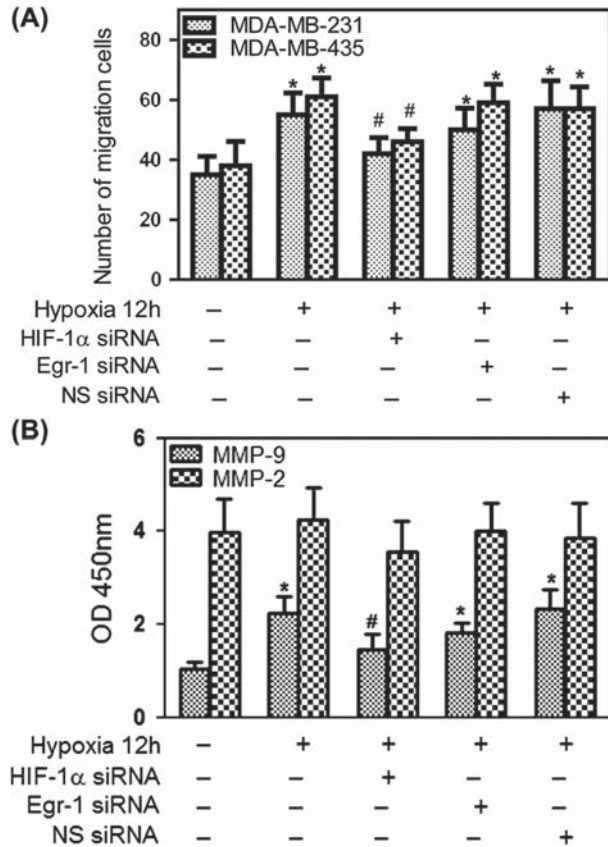 (A)
MDA-MB-231
MDA-MB-435
Number of migration cells
80
60
40
20
0
* * # # * * * *
Hypoxia 12h – + + + +
HIF-1α siRNA – – + – –
Egr-1 siRNA – – – + –
NS siRNA – – – – +
(B)
MMP-9
MMP-2
OD 450nm
6
4
2
0
* # * *
Hypoxia 12h – + + + +
HIF-1α siRNA – – + – –
Egr-1 siRNA – – – + –
NS siRNA – – – – +